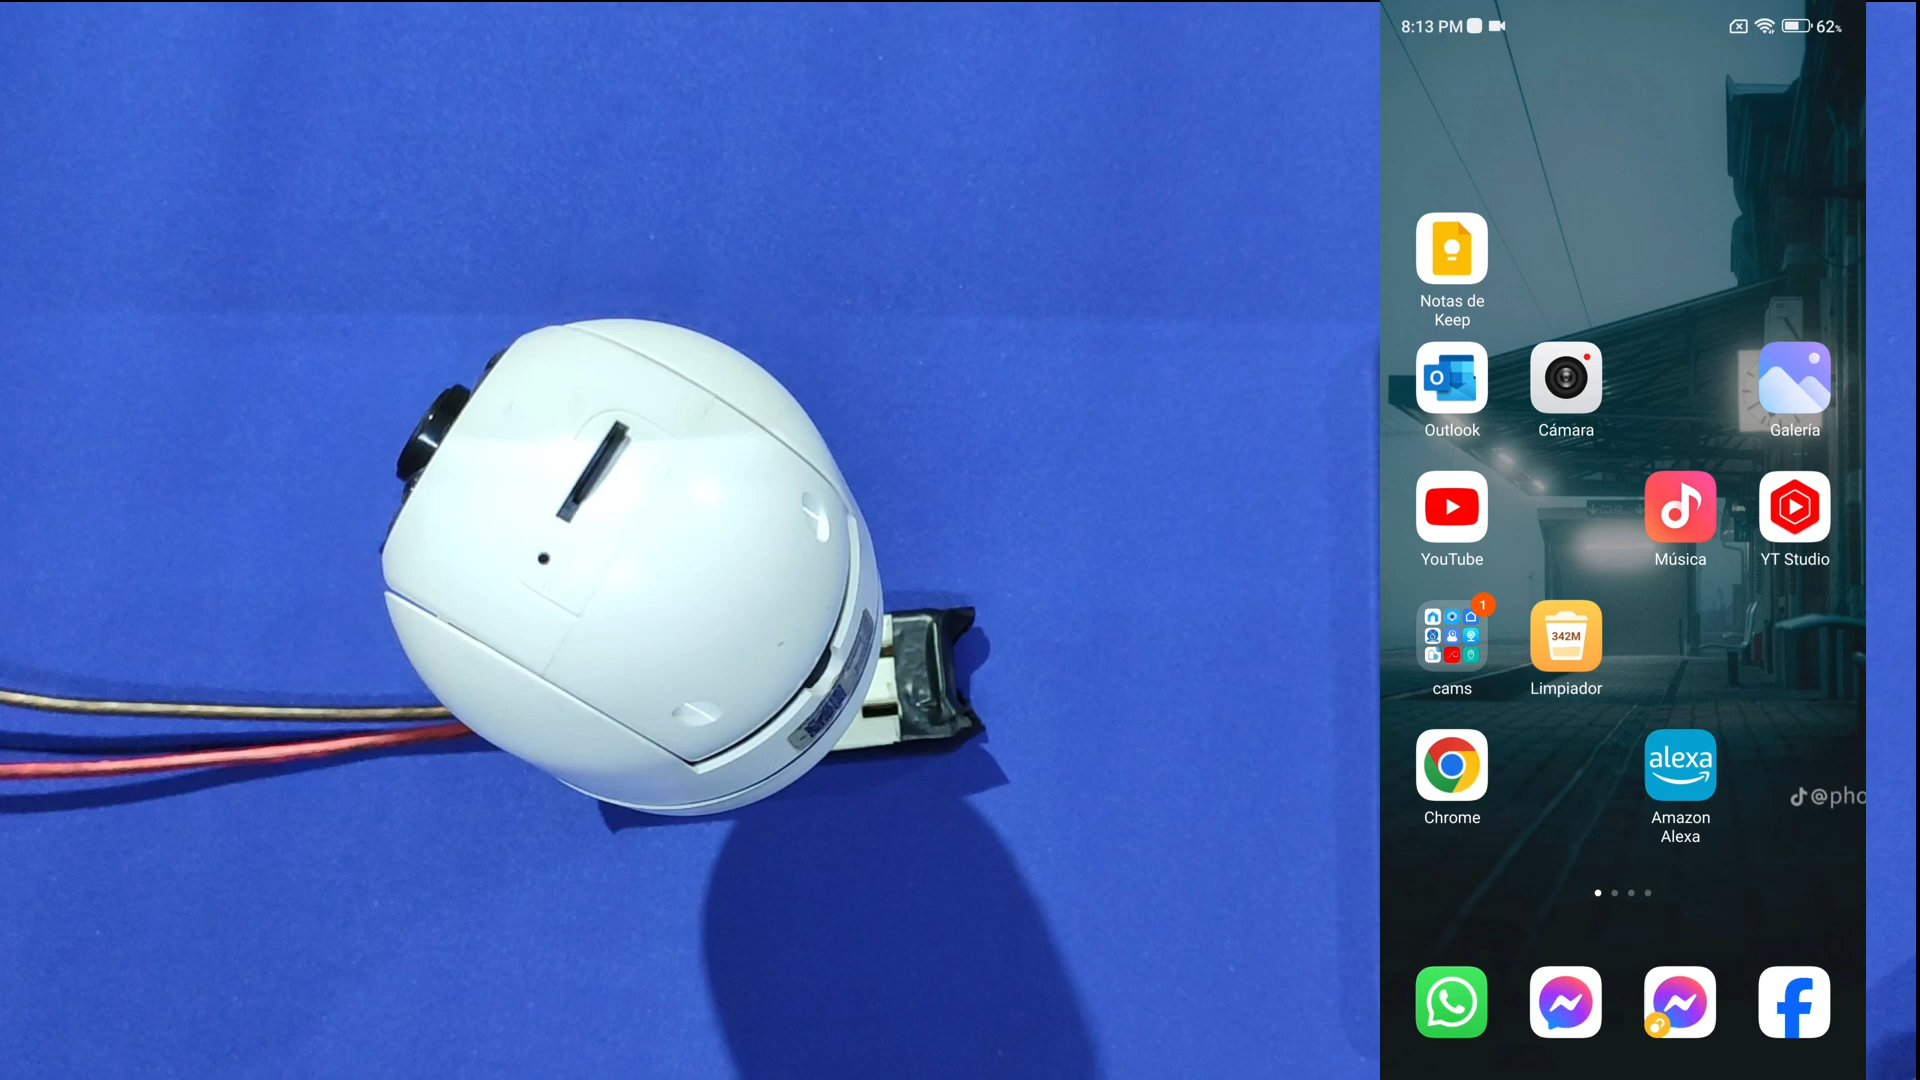 8:13 PM
62%
Notas de
Keep
Outlook
Cámara
Galería
YouTube
Música
YT Studio
1
342M
cams
Limpiador
alexa
Chrome
Amazon
Alexa
@pho